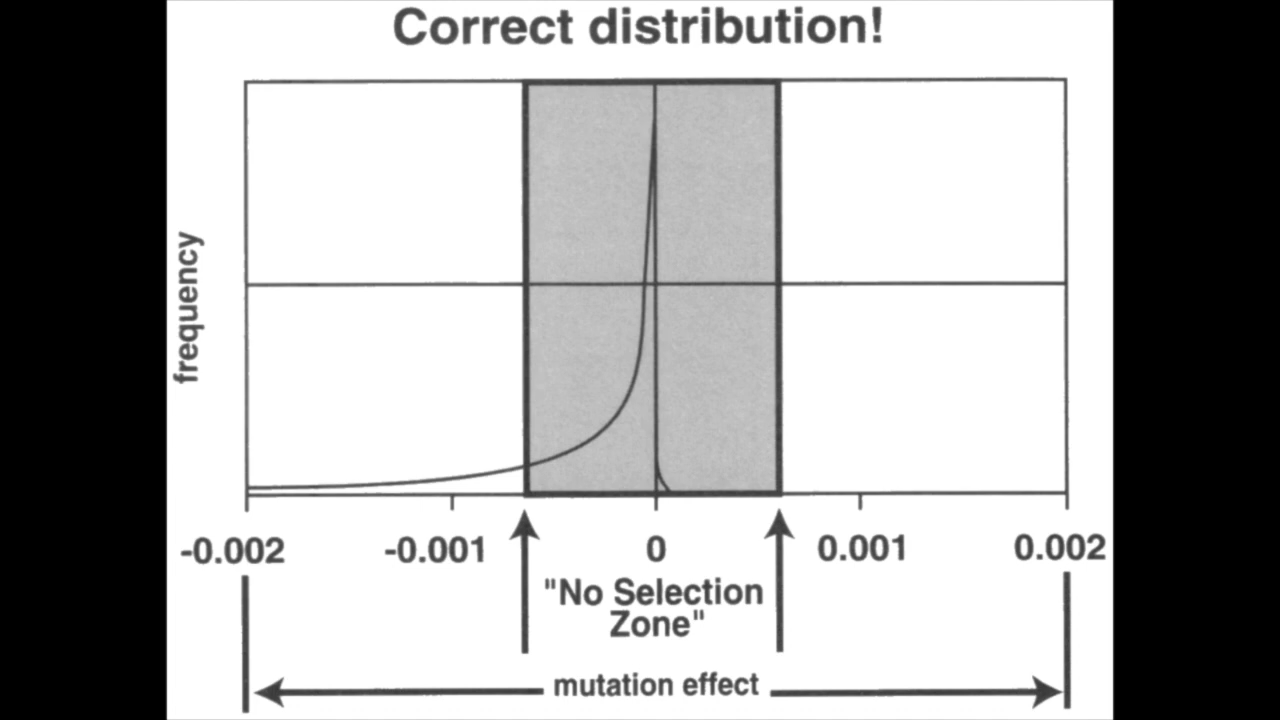 Correct distribution!
frequency
-0.002
-0.001
0
0.001
0.002
"No Selection
Zone"
mutation effect